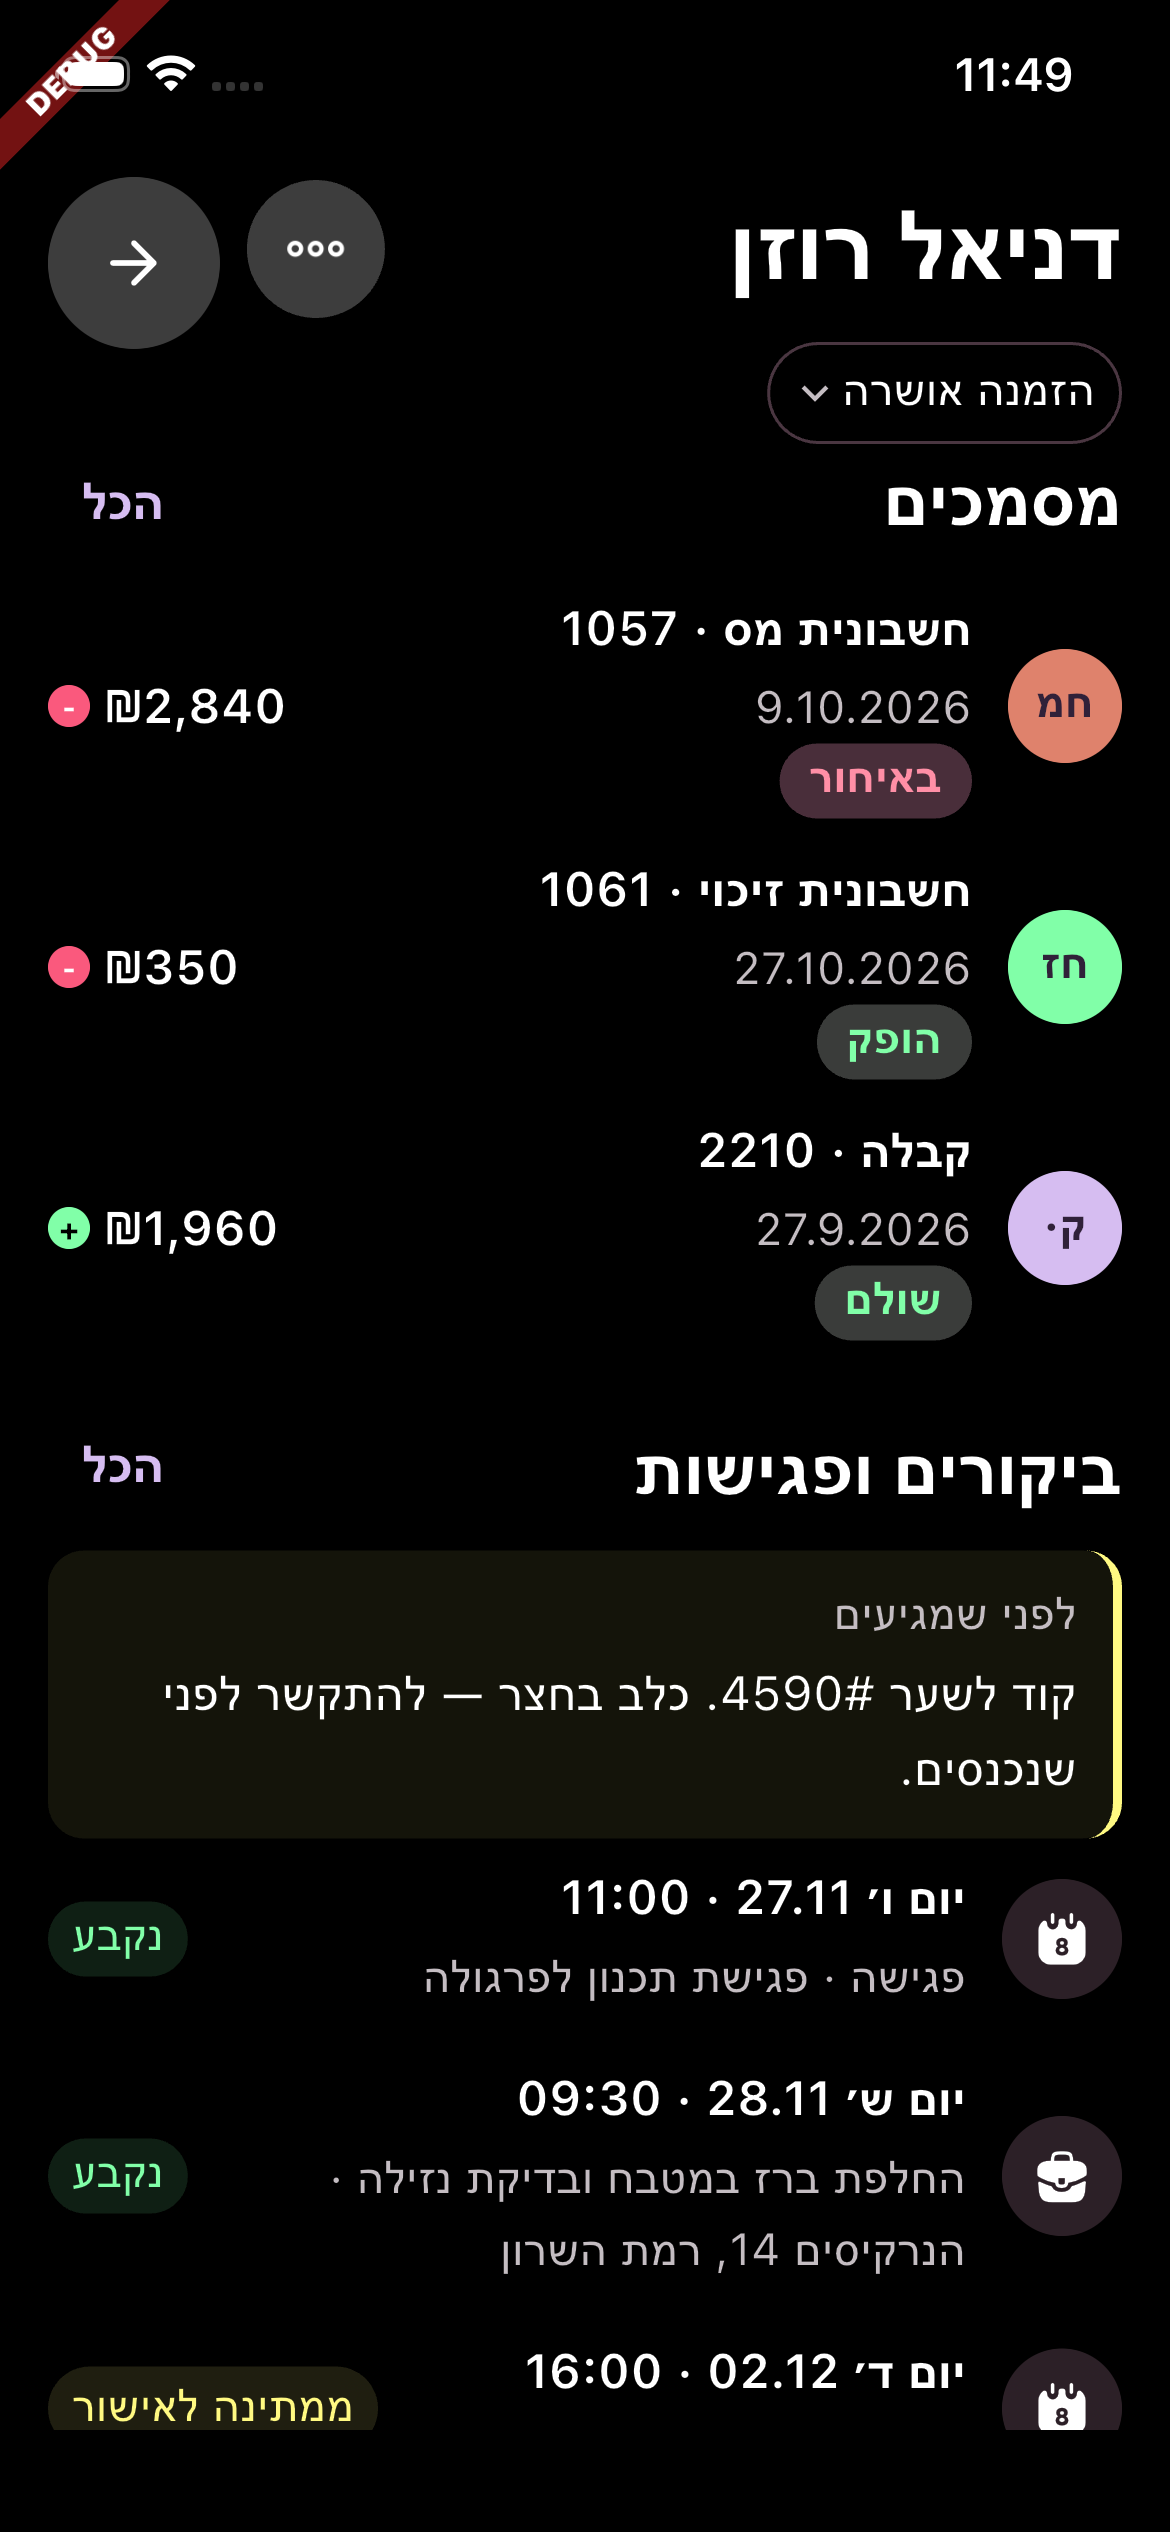 11:49
DEBUG
דניאל רוזן
הזמנה אושרה
מסמכים
הכל
חשבונית מס · 1057
חמ
9.10.2026
₪2,840
-
באיחור
חשבונית זיכוי · 1061
חז
27.10.2026
₪350
-
הופק
קבלה · 2210
ק·
27.9.2026
₪1,960
+
שולם
ביקורים ופגישות
הכל
לפני שמגיעים
קוד לשער #4590. כלב בחצר — להתקשר לפני
שנכנסים.
יום ו׳ 27.11 · 11:00
8
נקבע
פגישה · פגישת תכנון לפרגולה
יום ש׳ 28.11 · 09:30
נקבע
החלפת ברז במטבח ובדיקת נזילה ·
הנרקיסים 14, רמת השרון
יום ד׳ 02.12 · 16:00
8
ממתינה לאישור